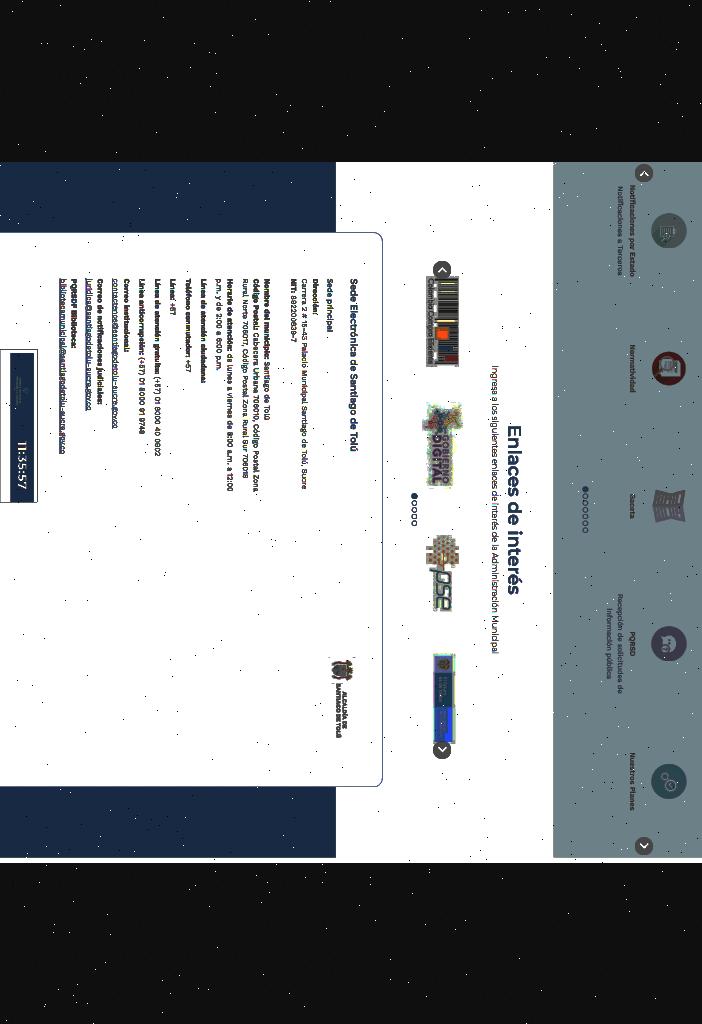 Notificaciones por Estado
Notificaciones a Terceros
Normatividad
Gaceta
PQRSD
Recepción de solicitudes de
información pública
Nuestros Planes
Enlaces de interés
Ingresa a los siguientes enlaces de interés de la Administración Municipal
Colombia Compra Eficiente
GOBIERNO
DIGITAL
pse
Sede Electrónica de Santiago de Tolú
ALCALDÍA DE
SANTIAGO DE TOLÚ
Sede principal
Dirección:
Carrera 2 # 15-43 Palacio Municipal, Santiago de Tolú, Sucre
NIT: 892200839-7
Nombre del municipio: Santiago de Tolú
Código Postal: Cabecera Urbana 706010, Código Postal Zona
Rural Norte 706017, Código Postal Zona Rural Sur 706018
Horario de atención: de lunes a viernes de 8:00 a.m. a 12:00
p.m. y de 2:00 a 6:00 p.m.
Línea de atención ciudadana:
Teléfono conmutador: +57
Línea: +57
Línea de atención gratuita: (+57) 01 8000 40 0802
Línea anticorrupción: (+57) 01 8000 91 9748
Correo institucional:
contactenos@santiagodetolu-sucre.gov.co
Correo de notificaciones judiciales:
juridica@santiagodetolu-sucre.gov.co
PQRSDF Biblioteca:
bibliotecamunicipal@santiagodetolu-sucre.gov.co
11:35:57